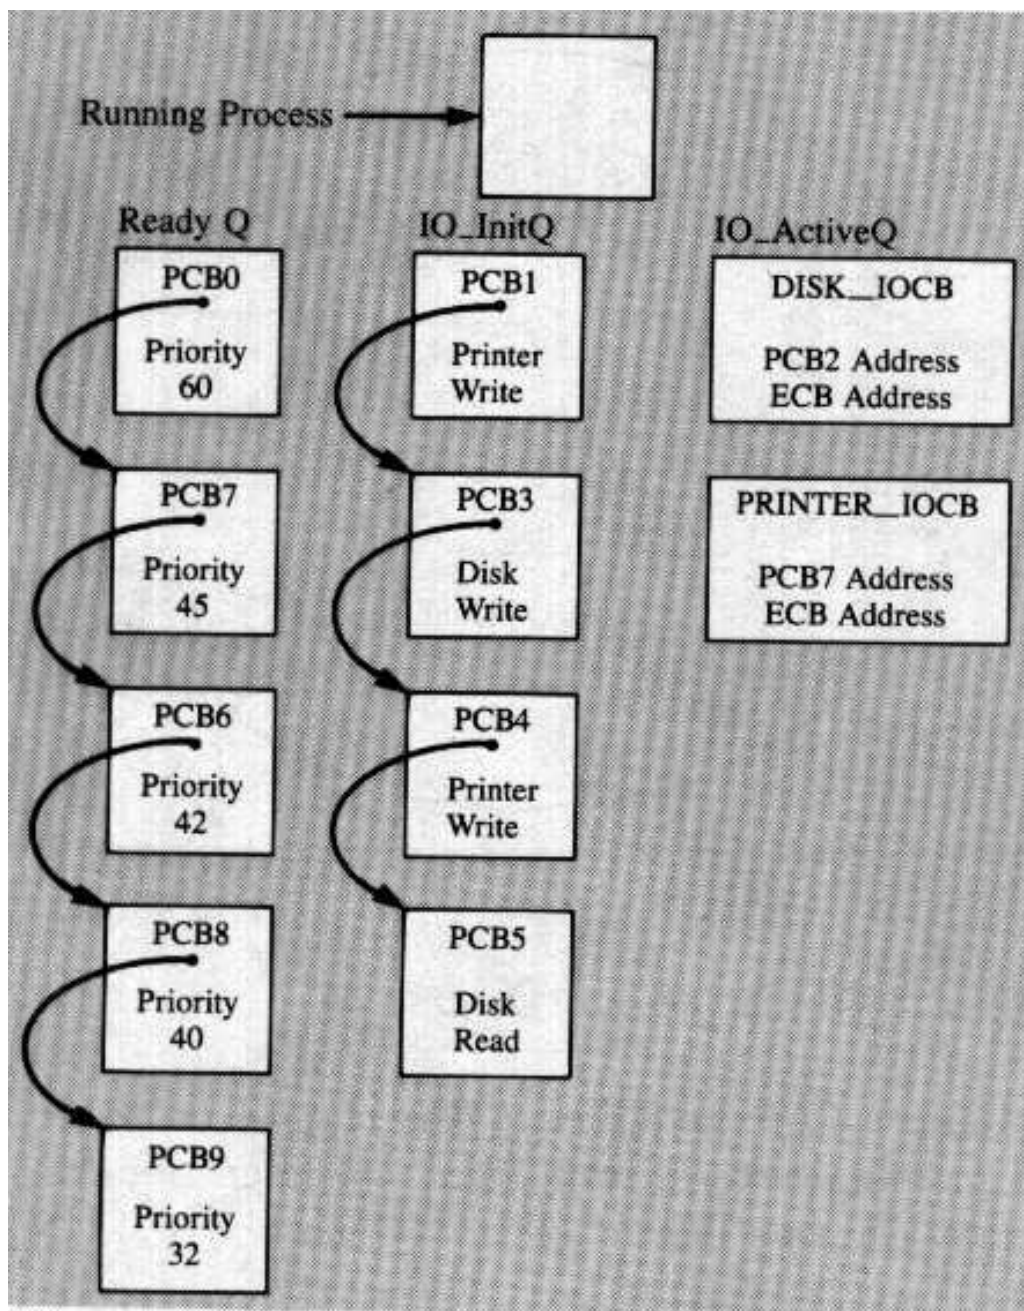 Running Process
Ready Q
IO_InitQ
IO_ActiveQ
PCB0
Priority
60
PCB1
Printer
Write
DISK_IOCB
PCB2 Address
ECB Address
PCB7
Priority
45
PCB3
Disk
Write
PRINTER_IOCB
PCB7 Address
ECB Address
PCB6
Priority
42
PCB4
Printer
Write
PCB8
Priority
40
PCB5
Disk
Read
PCB9
Priority
32